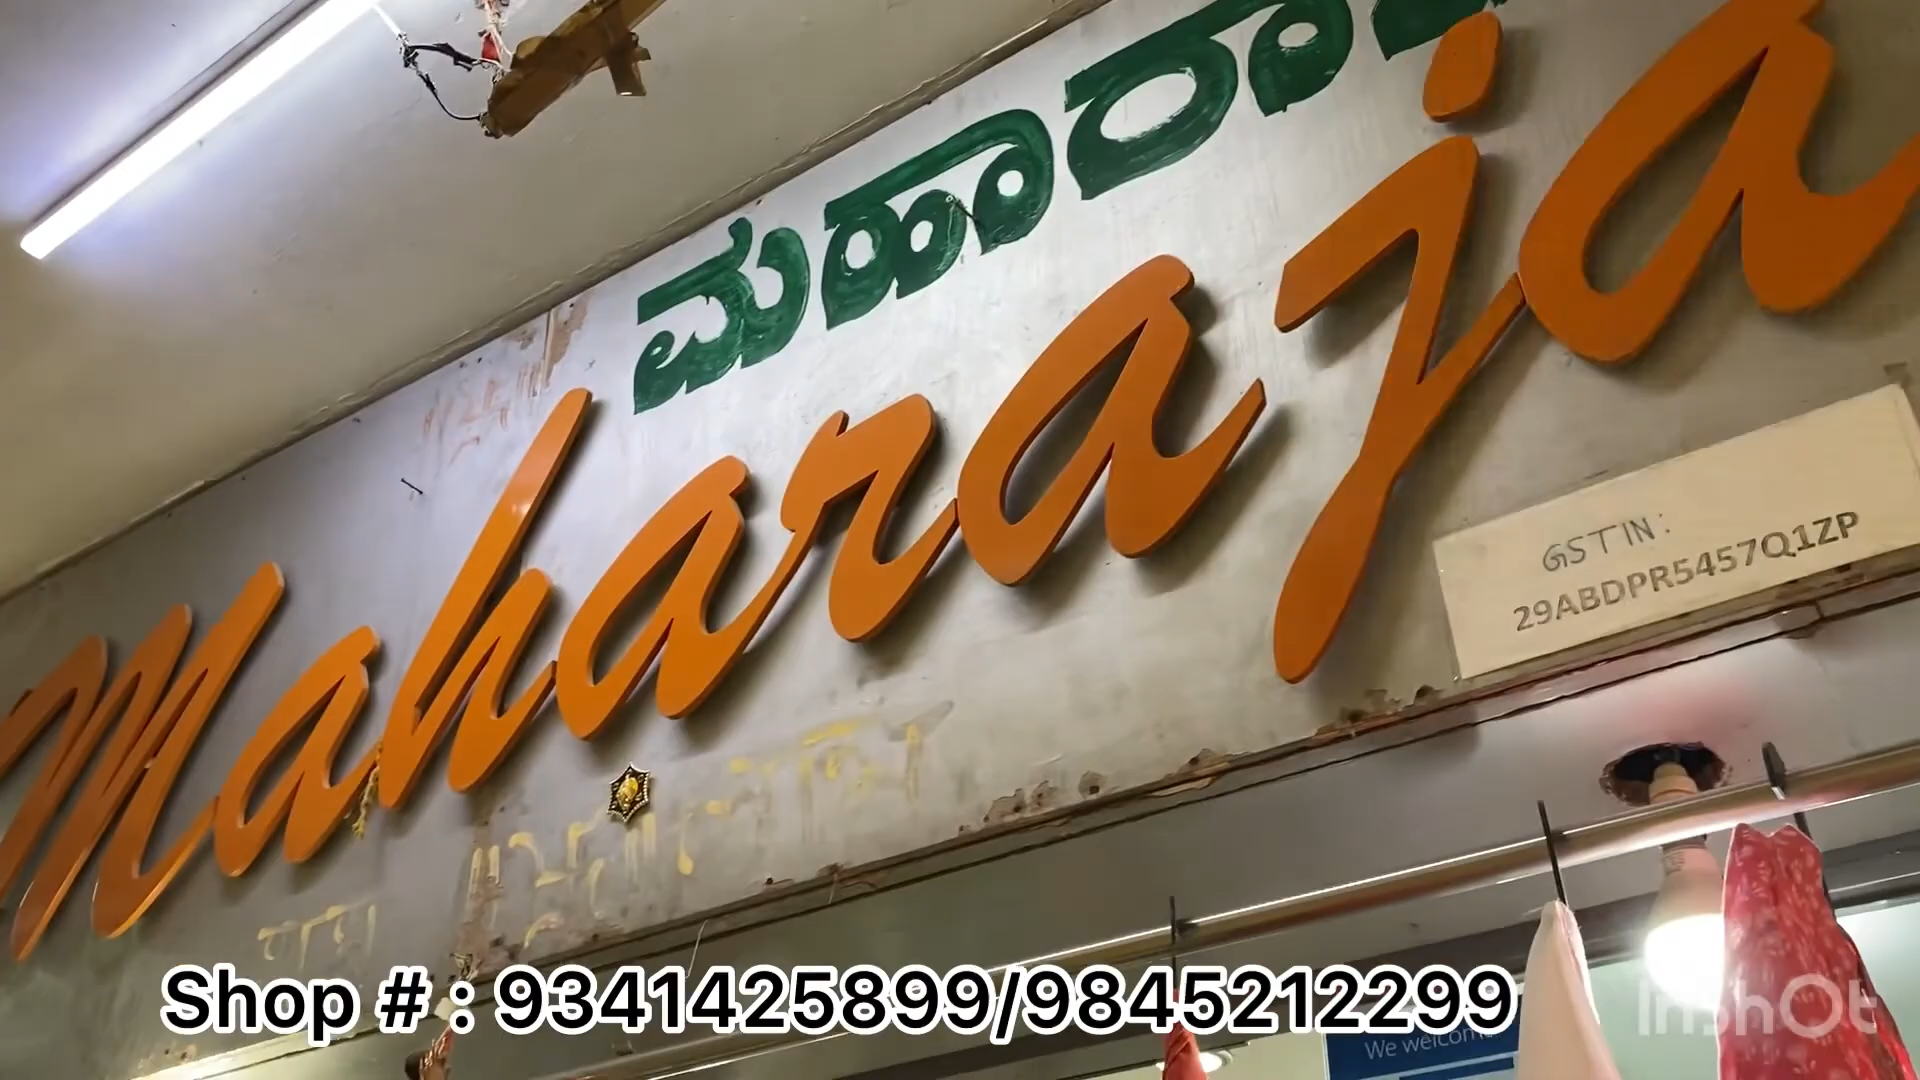 ಮಹಾರಾ
Maharaja
GSTIN:
29ABDPR5457Q1ZP
Shop # : 9341425899/9845212299
We welcome
InShOt